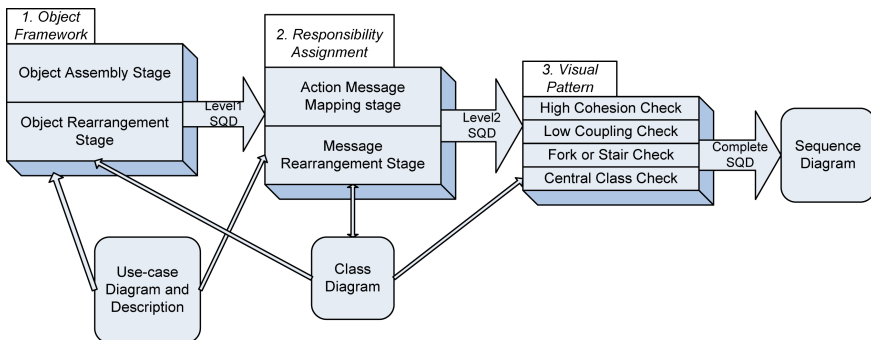 1. Object
Framework
Object Assembly Stage
Object Rearrangement
Stage
Level1
SQD
2. Responsibility
Assignment
Action Message
Mapping stage
Message
Rearrangement Stage
Level2
SQD
3. Visual
Pattern
High Cohesion Check
Low Coupling Check
Fork or Stair Check
Central Class Check
Complete
SQD
Sequence
Diagram
Use-case
Diagram and
Description
Class
Diagram